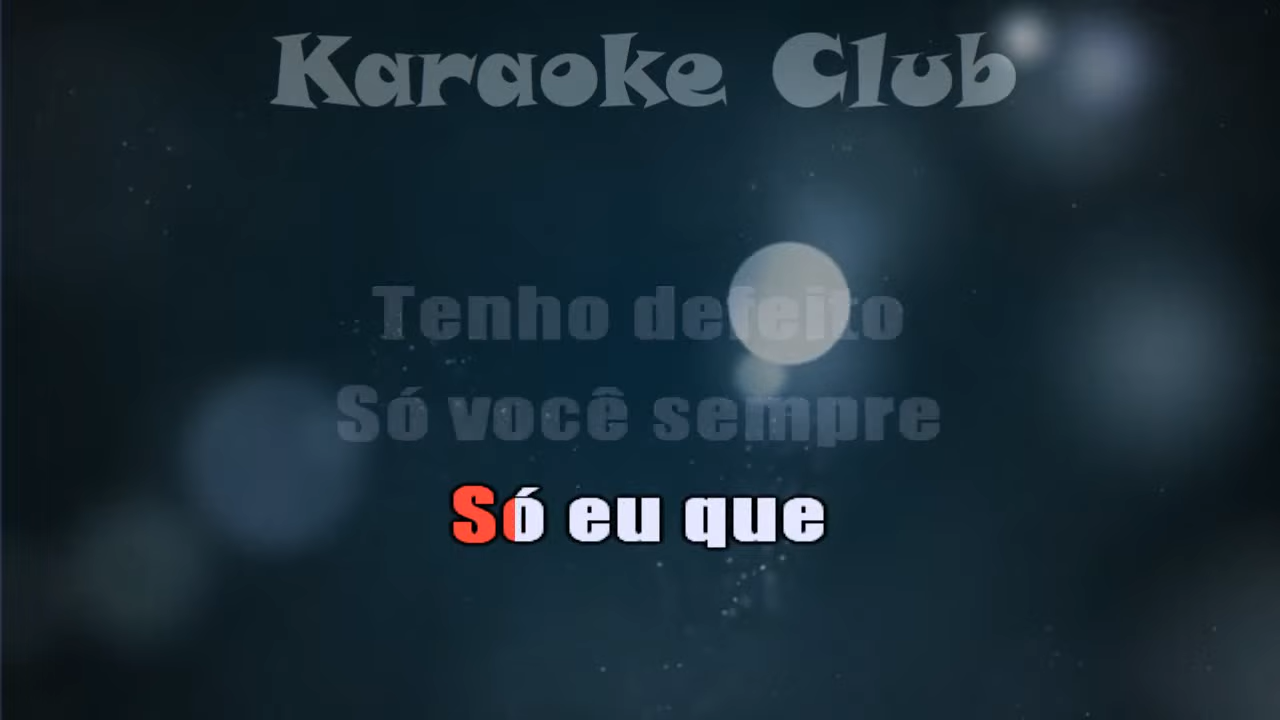 Karaoke Club
Tenho defeito
Só você sempre
Só eu que